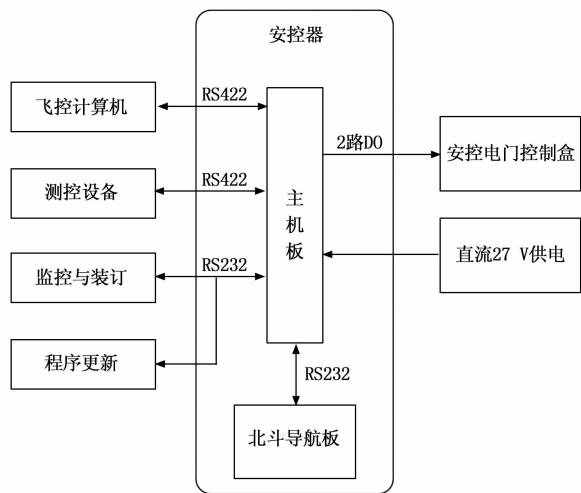 安控器
飞控计算机
RS422
2路DO
安控电门控制盒
测控设备
RS422
主机板
直流27 V供电
监控与装订
RS232
程序更新
RS232
北斗导航板